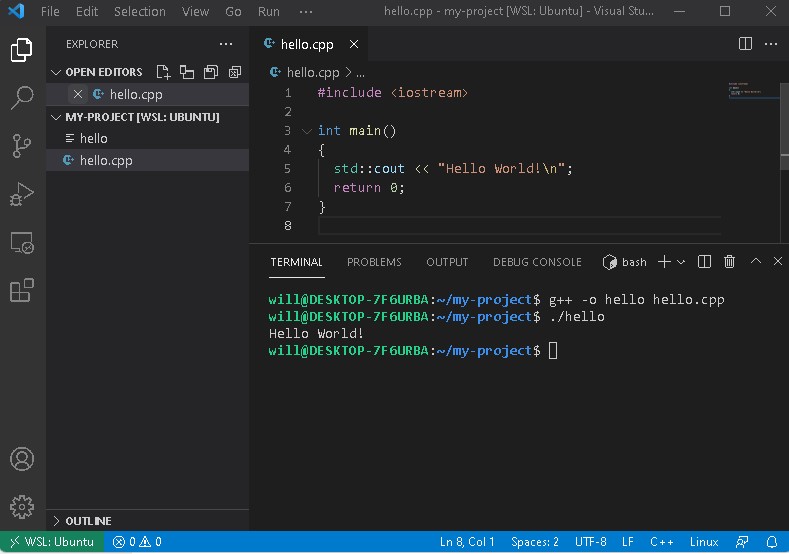 File Edit Selection View Go Run ··· hello.cpp - my-project [WSL: Ubuntu] - Visual Stu...
EXPLORER ···
OPEN EDITORS
hello.cpp
MY-PROJECT [WSL: UBUNTU]
hello
hello.cpp
OUTLINE
hello.cpp
hello.cpp > ...
1 #include <iostream>
2
3 int main()
4 {
5   std::cout << "Hello World!\n";
6   return 0;
7 }
8
TERMINAL PROBLEMS OUTPUT DEBUG CONSOLE bash
will@DESKTOP-7F6URBA:~/my-project$ g++ -o hello hello.cpp
will@DESKTOP-7F6URBA:~/my-project$ ./hello
Hello World!
will@DESKTOP-7F6URBA:~/my-project$
WSL: Ubuntu 0 0 Ln 8, Col 1 Spaces: 2 UTF-8 LF C++ Linux